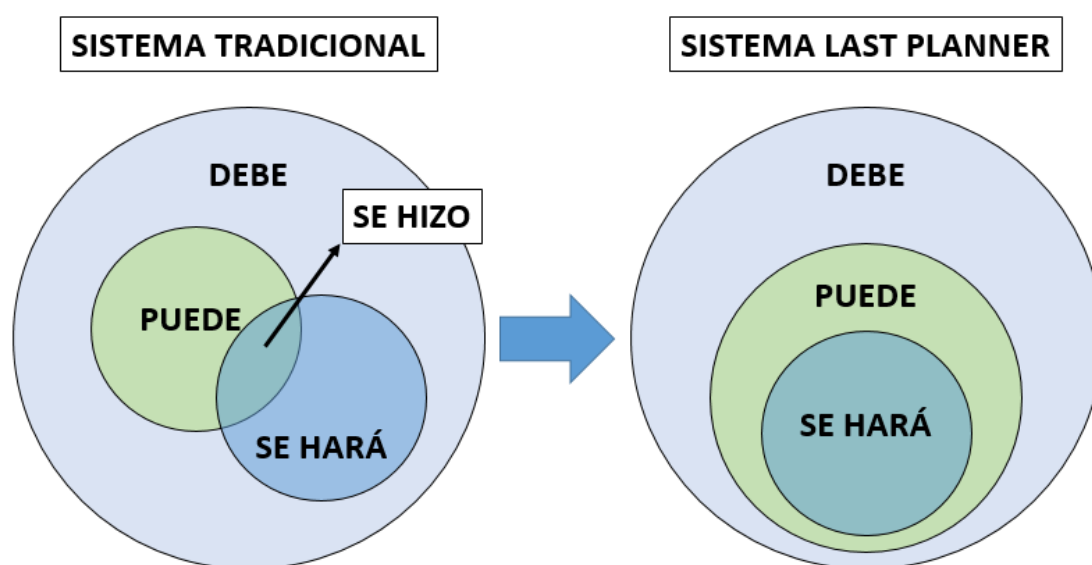 SISTEMA TRADICIONAL
DEBE
SE HIZO
PUEDE
SE HARÁ
SISTEMA LAST PLANNER
DEBE
PUEDE
SE HARÁ